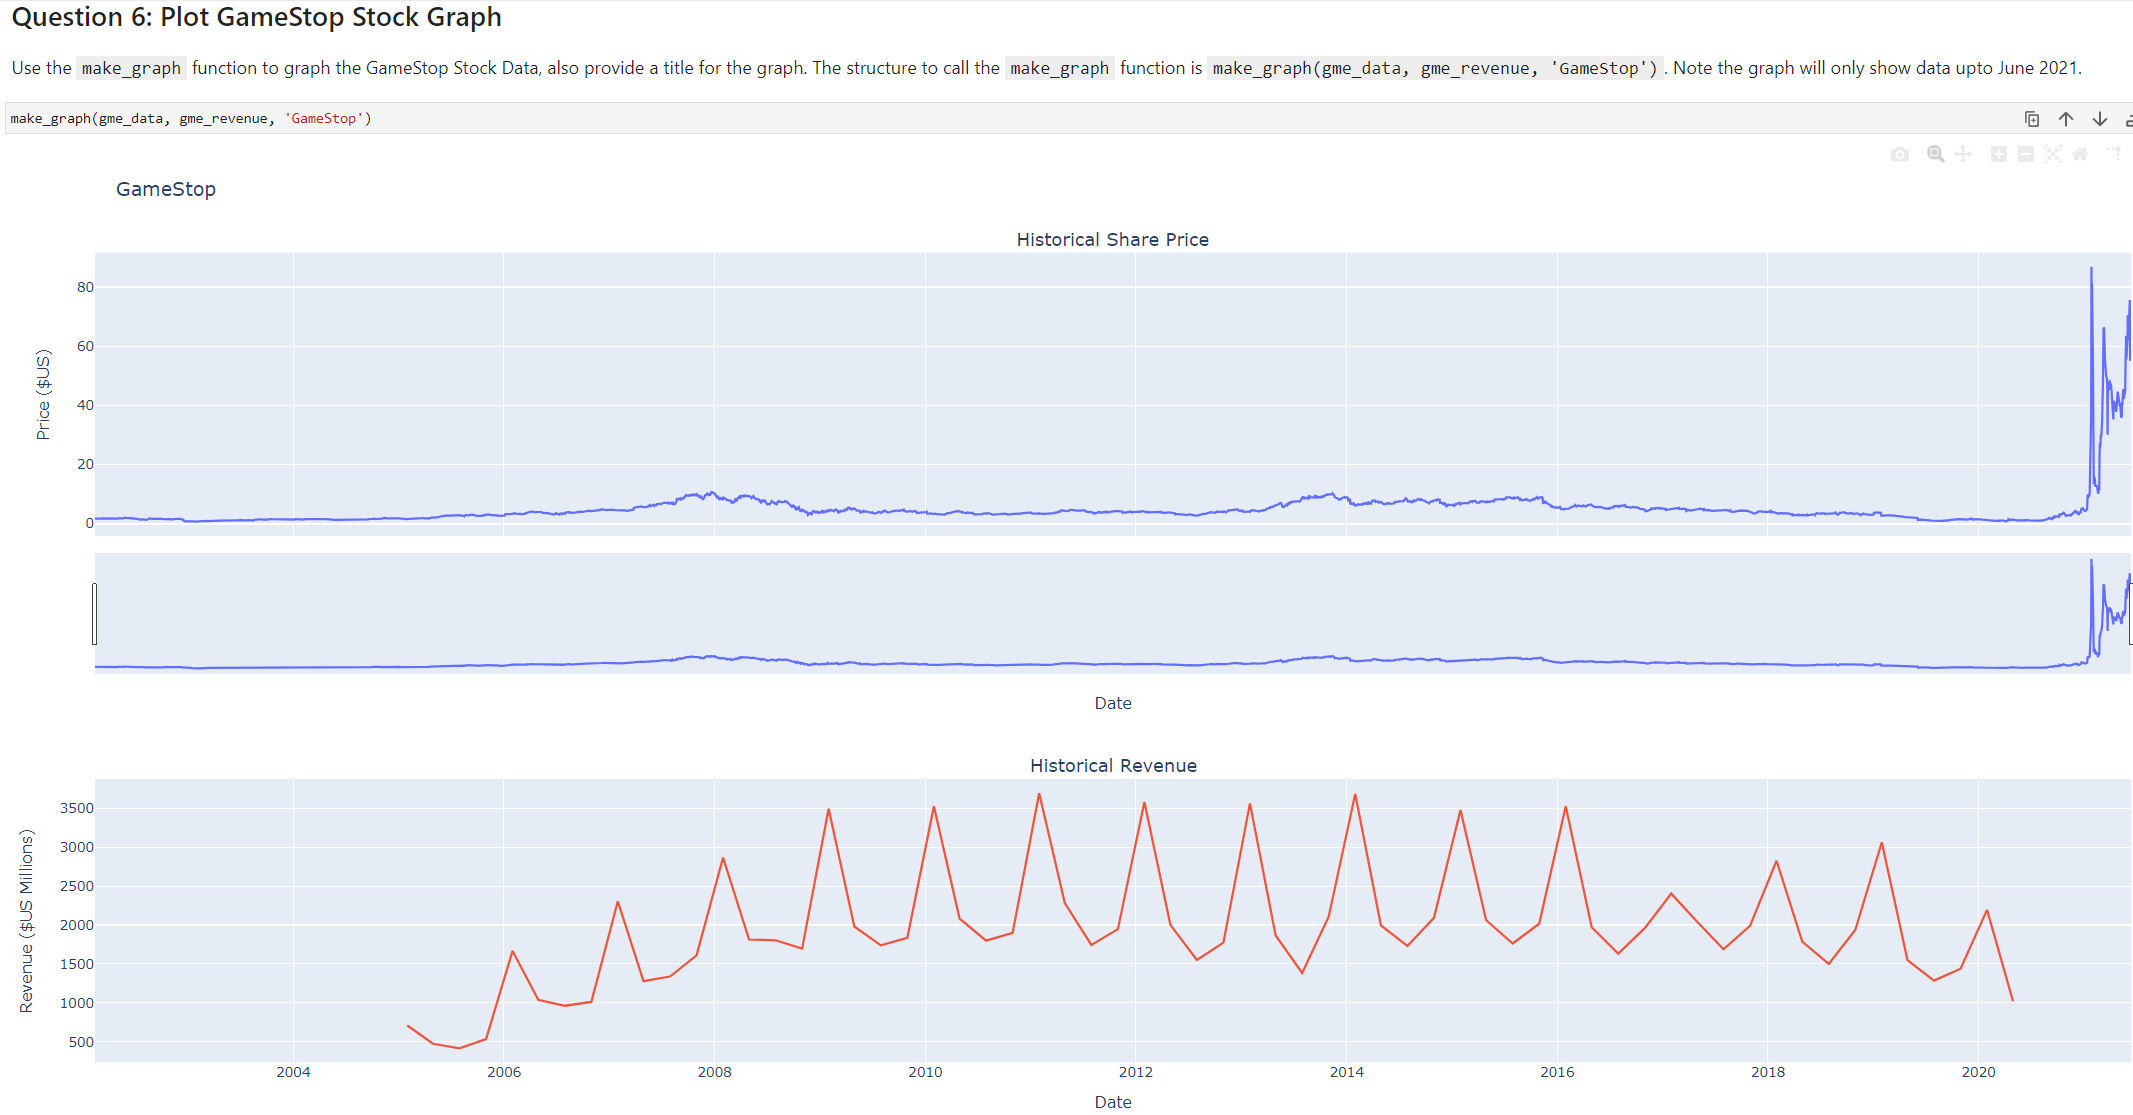 Question 6: Plot GameStop Stock Graph
Use the make_graph function to graph the GameStop Stock Data, also provide a title for the graph. The structure to call the make_graph function is make_graph(gme_data, gme_revenue, 'GameStop') . Note the graph will only show data upto June 2021.
make_graph(gme_data, gme_revenue, 'GameStop')
GameStop
Historical Share Price
80
60
40
20
0
Price ($US)
Date
Historical Revenue
3500
3000
2500
2000
1500
1000
500
Revenue ($US Millions)
2004 2006 2008 2010 2012 2014 2016 2018 2020
Date